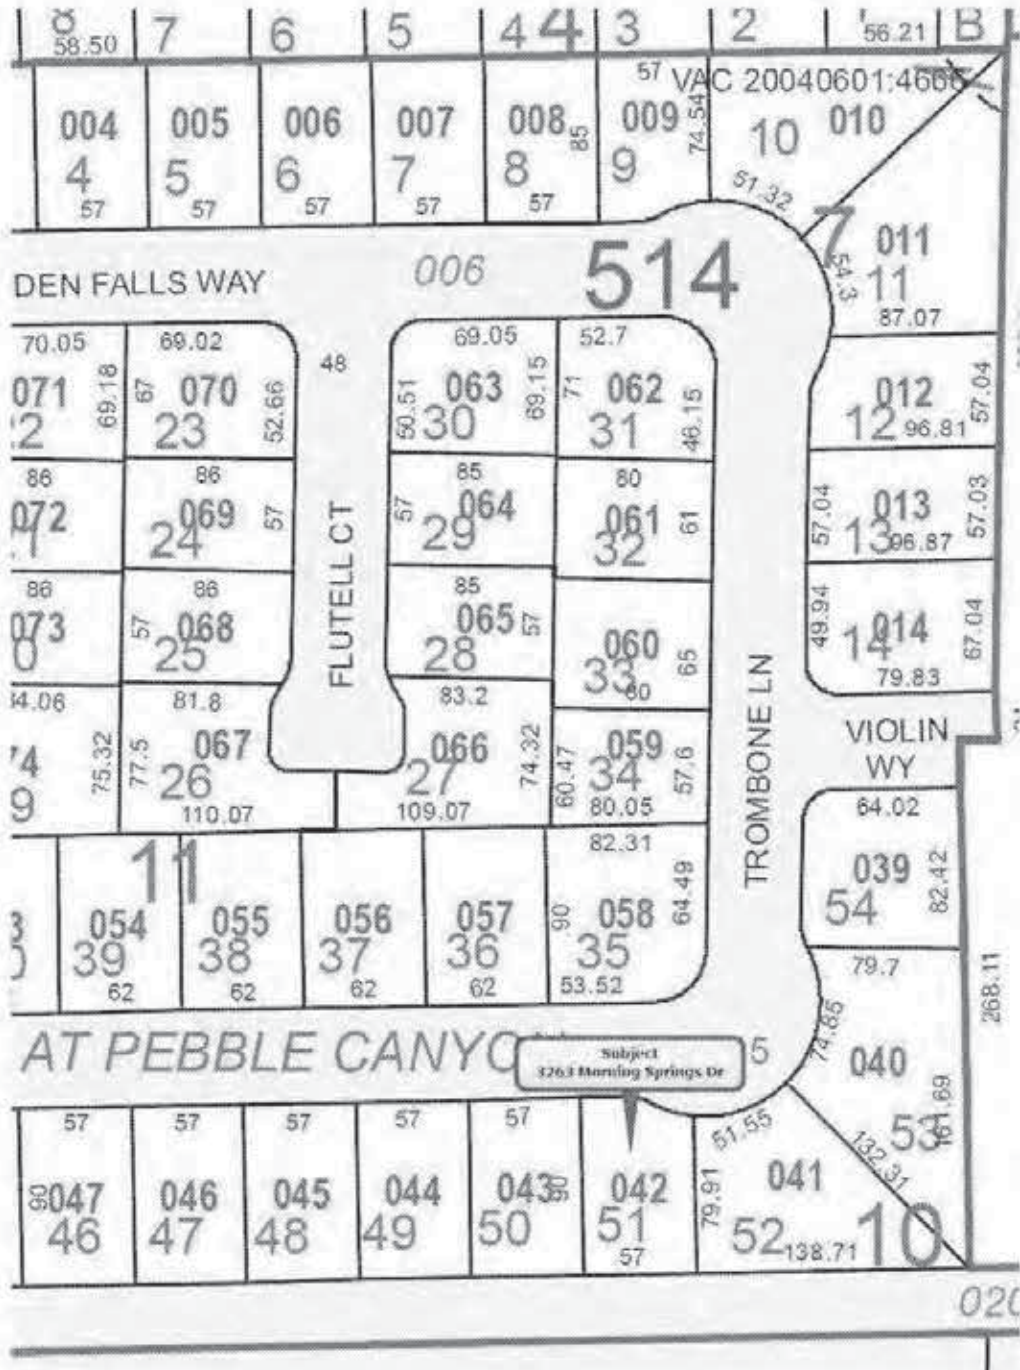 8 7 6 5 4 4 3 2 B
58.50 56.21
57 VAC 20040601:4666
004 005 006 007 008 85 009 74.54 10 010
4 5 6 7 8 9
57 57 57 57 57 51.32
7 011
DEN FALLS WAY 006 514 54.3 11
87.07
70.05 69.02 48 69.05 52.7
071 69.18 67 070 52.66 50.51 063 69.15 71 062 46.15 012 57.04
23 30 31 12 96.81
86 86 85 80
072 069 57 57 064 061 61 57.04 013 57.03
24 29 32 13 96.87
86 86 85
073 57 068 065 57 060 65 49.94 014 67.04
25 28 33 60 14 79.83
FLUTELL CT
TROMBONE LN
VIOLIN
WY
81.8 83.2
75.32 77.5 067 066 74.32 60.47 059 57.6
26 27 34 64.02
110.07 109.07 80.05
11 82.31 039 82.42
054 055 056 057 90 058 64.49 54
39 38 37 36 35 79.7
62 62 62 62 53.52 268.11
AT PEBBLE CANYO 5 74.85 040
Subject
3263 Morning Springs Dr
57 57 57 57 51.55 132.31 53
90 047 046 045 044 043 90 042 79.91 041
46 47 48 49 50 51 52 138.71 10
57
020